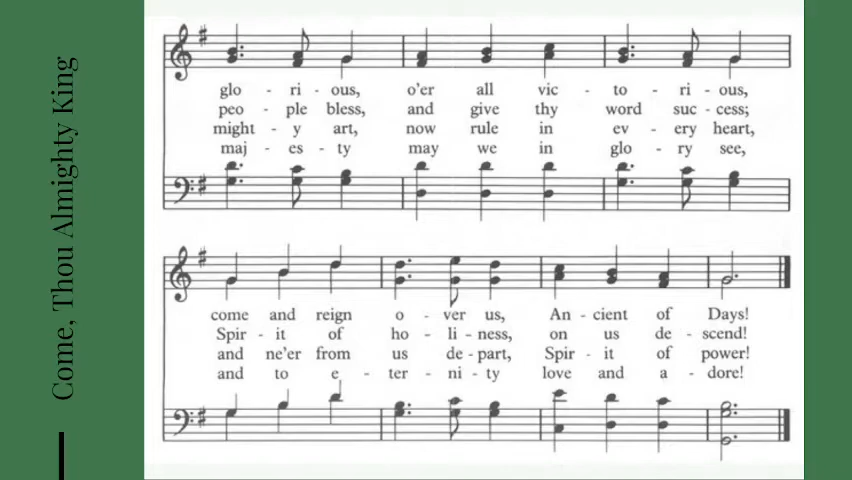 Come, Thou Almighty King
glo - ri - ous, o'er all vic - to - ri - ous,
peo - ple bless, and give thy word suc - cess;
might - y art, now rule in ev - ery heart,
maj - es - ty may we in glo - ry see,
come and reign o - ver us, An - cient of Days!
Spir - it of ho - li - ness, on us de - scend!
and ne'er from us de - part, Spir - it of power!
and to e - ter - ni - ty love and a - dore!